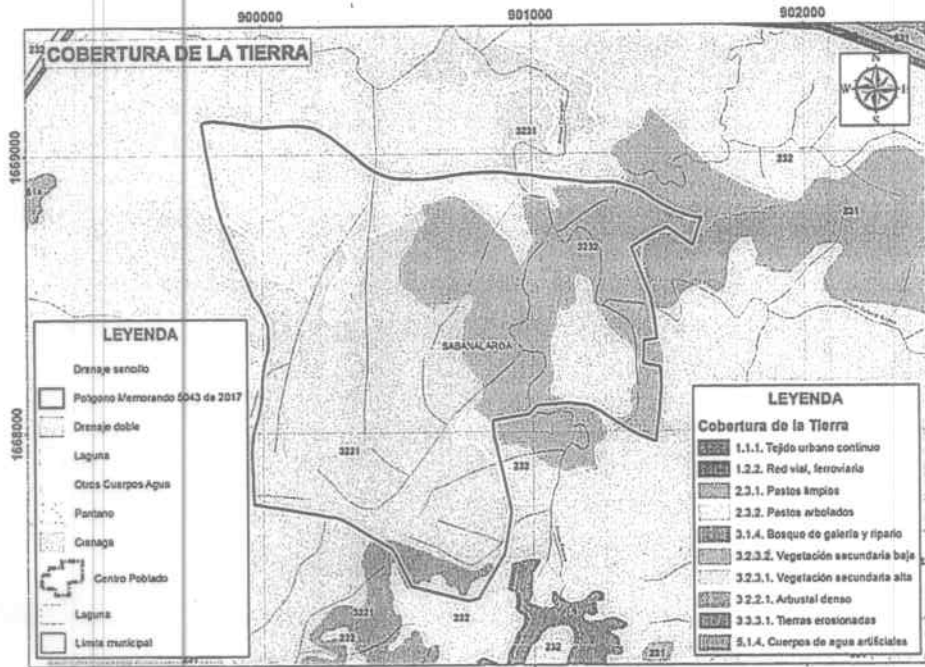 900000 901000 902000
COBERTURA DE LA TIERRA
232
N
W
S
3231
232
1669000
231
3232
SABANALARGA
1668000
3231
232
3221
232
232
232
231
LEYENDA
Drenaje sencillo
Polígono Memorando 5043 de 2017
Drenaje doble
Laguna
Otros Cuerpos Agua
Pantano
Cienaga
Centro Poblado
Laguna
Limite municipal
LEYENDA
Cobertura de la Tierra
1.1.1. Tejido urbano continuo
1.2.2. Red vial, ferroviaria
2.3.1. Pastos limpios
2.3.2. Pastos arbolados
3.1.4. Bosque de galería y ripario
3.2.3.2. Vegetación secundaria baja
3.2.3.1. Vegetación secundaria alta
3.2.2.1. Arbustal denso
3.3.3.1. Tierras erosionadas
5.1.4. Cuerpos de agua artificiales